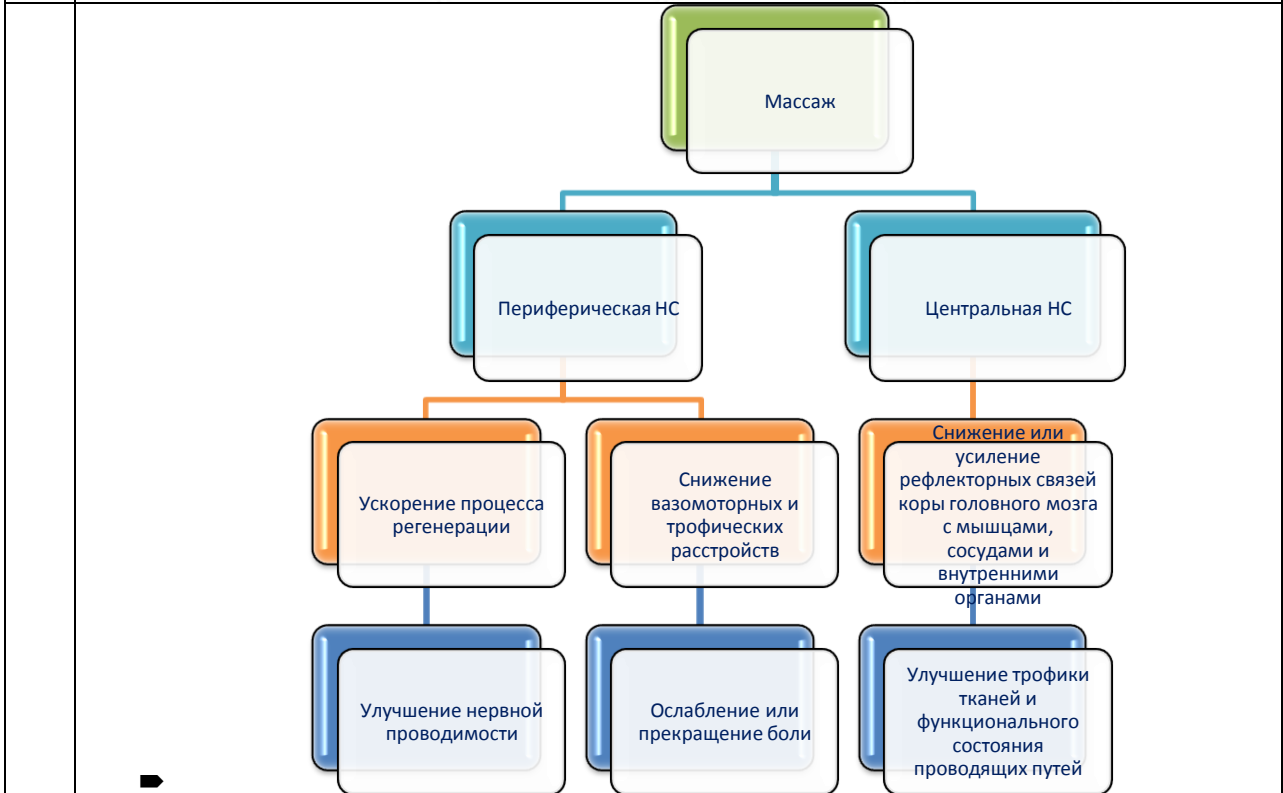 Массаж
Периферическая НС
Центральная НС
Ускорение процесса
регенерации
Снижение
вазомоторных и
трофических
расстройств
Снижение или
усиление
рефлекторных связей
коры головного мозга
с мышцами,
сосудами и
внутренними
органами
Улучшение нервной
проводимости
Ослабление или
прекращение боли
Улучшение трофики
тканей и
функционального
состояния
проводящих путей